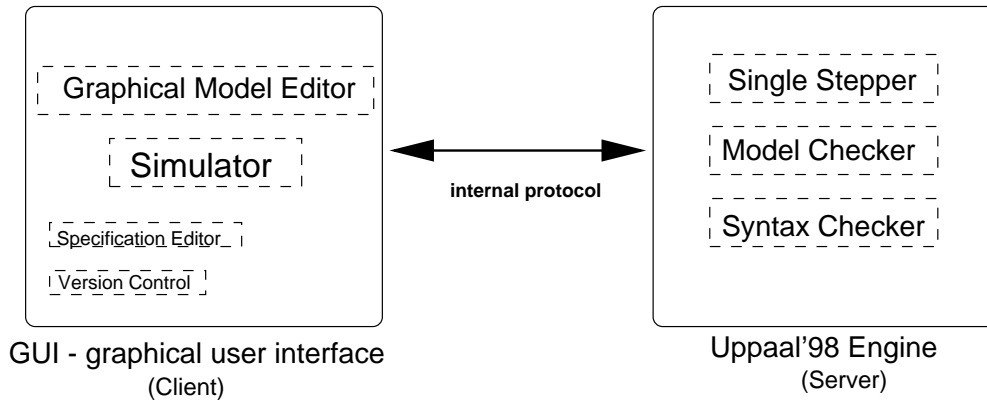 Graphical Model Editor
Simulator
Specification Editor
Version Control
GUI - graphical user interface
(Client)
internal protocol
Single Stepper
Model Checker
Syntax Checker
Uppaal'98 Engine
(Server)